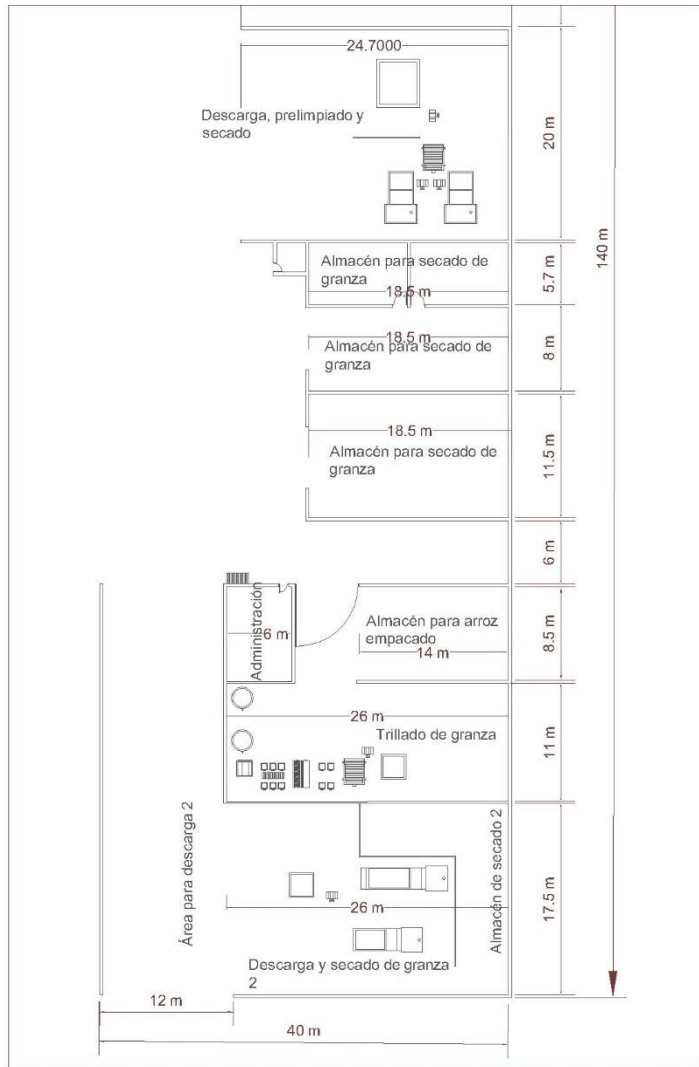 24.7000
Descarga, prelimpiado y
secado
20 m
140 m
Almacén para secado de
granza
18.5 m
5.7 m
18.5 m
Almacén para secado de
granza
8 m
18.5 m
Almacén para secado de
granza
11.5 m
6 m
Administración
6 m
Almacén para arroz
empacado
14 m
8.5 m
26 m
Trillado de granza
11 m
Área para descarga 2
26 m
Almacén de secado 2
17.5 m
Descarga y secado de granza
2
12 m
40 m